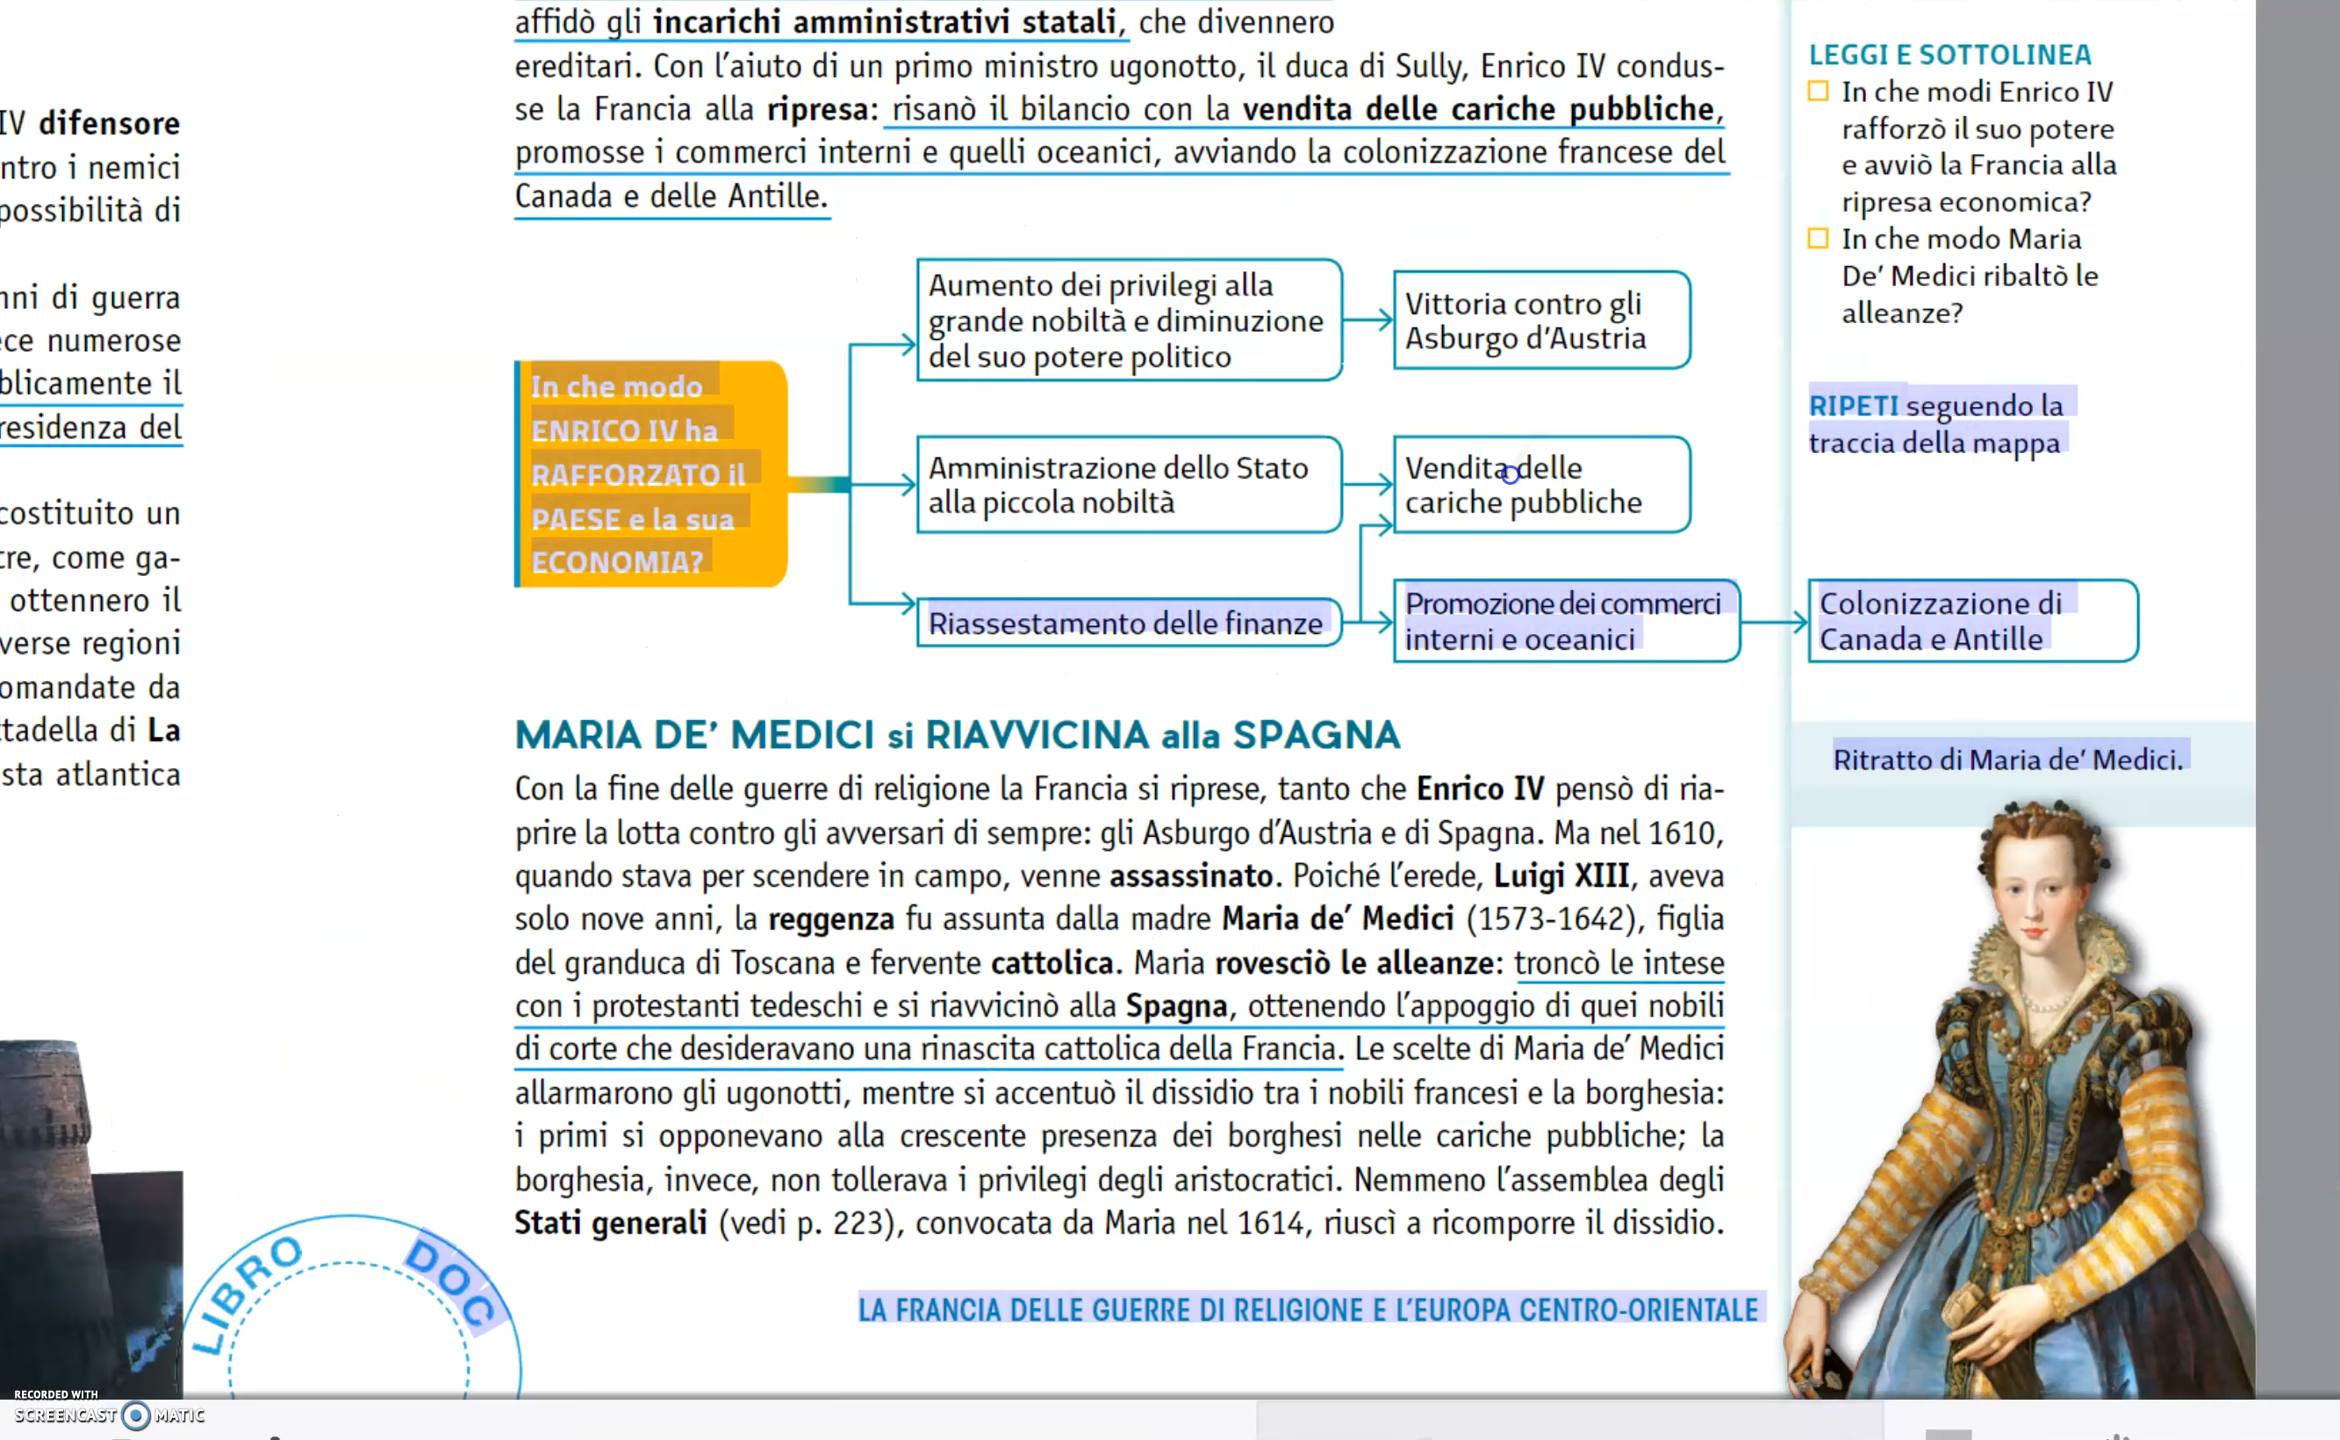 IV difensore
ntro i nemici
possibilità di
nni di guerra
ece numerose
blicamente il
residenza del
costituito un
tre, come ga-
ottennero il
verse regioni
omandate da
ttadella di La
sta atlantica
affidò gli incarichi amministrativi statali, che divennero
ereditari. Con l'aiuto di un primo ministro ugonotto, il duca di Sully, Enrico IV condus-
se la Francia alla ripresa: risanò il bilancio con la vendita delle cariche pubbliche,
promosse i commerci interni e quelli oceanici, avviando la colonizzazione francese del
Canada e delle Antille.
In che modo
ENRICO IV ha
RAFFORZATO il
PAESE e la sua
ECONOMIA?
Aumento dei privilegi alla
grande nobiltà e diminuzione
del suo potere politico
Vittoria contro gli
Asburgo d'Austria
Amministrazione dello Stato
alla piccola nobiltà
Vendita delle
cariche pubbliche
Riassestamento delle finanze
Promozione dei commerci
interni e oceanici
Colonizzazione di
Canada e Antille
MARIA DE' MEDICI si RIAVVICINA alla SPAGNA
Con la fine delle guerre di religione la Francia si riprese, tanto che Enrico IV pensò di ria-
prire la lotta contro gli avversari di sempre: gli Asburgo d'Austria e di Spagna. Ma nel 1610,
quando stava per scendere in campo, venne assassinato. Poiché l'erede, Luigi XIII, aveva
solo nove anni, la reggenza fu assunta dalla madre Maria de' Medici (1573-1642), figlia
del granduca di Toscana e fervente cattolica. Maria rovesciò le alleanze: troncò le intese
con i protestanti tedeschi e si riavvicinò alla Spagna, ottenendo l'appoggio di quei nobili
di corte che desideravano una rinascita cattolica della Francia. Le scelte di Maria de' Medici
allarmarono gli ugonotti, mentre si accentuò il dissidio tra i nobili francesi e la borghesia:
i primi si opponevano alla crescente presenza dei borghesi nelle cariche pubbliche; la
borghesia, invece, non tollerava i privilegi degli aristocratici. Nemmeno l'assemblea degli
Stati generali (vedi p. 223), convocata da Maria nel 1614, riuscì a ricomporre il dissidio.
LEGGI E SOTTOLINEA
In che modi Enrico IV
rafforzò il suo potere
e avviò la Francia alla
ripresa economica?
In che modo Maria
De' Medici ribaltò le
alleanze?
RIPETI seguendo la
traccia della mappa
Ritratto di Maria de' Medici.
LIBRO DOC
LA FRANCIA DELLE GUERRE DI RELIGIONE E L'EUROPA CENTRO-ORIENTALE
RECORDED WITH
SCREENCAST MATIC